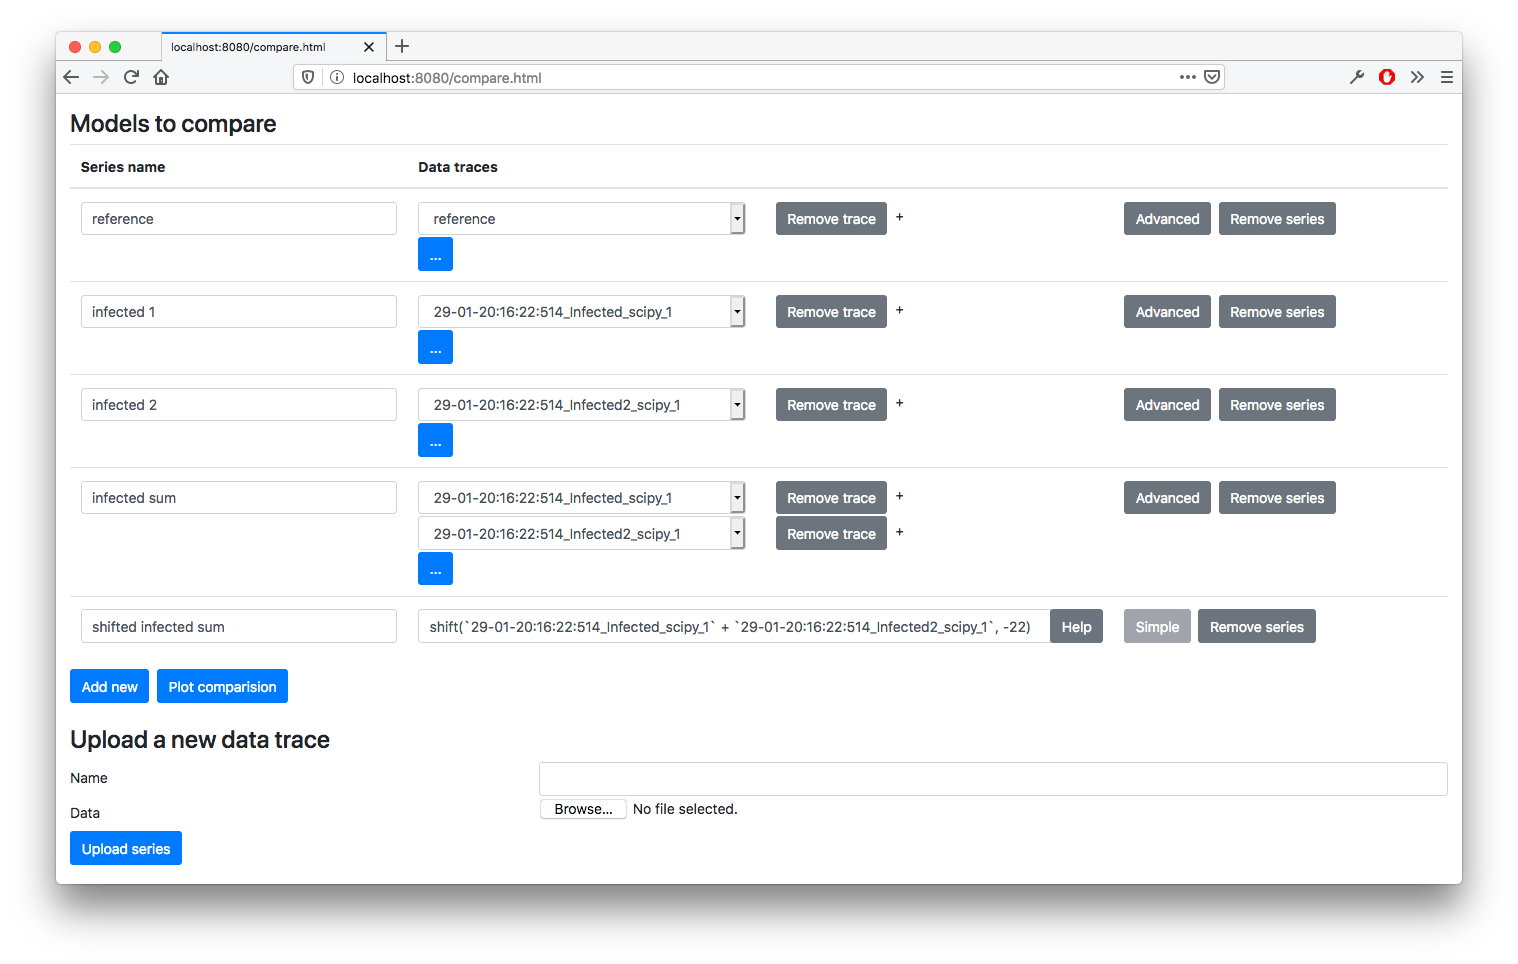 localhost:8080/compare.html
localhost:8080/compare.html
Models to compare
Series name Data traces
reference reference Remove trace + Advanced Remove series
...
infected 1 29-01-20:16:22:514_Infected_scipy_1 Remove trace + Advanced Remove series
...
infected 2 29-01-20:16:22:514_Infected2_scipy_1 Remove trace + Advanced Remove series
...
infected sum 29-01-20:16:22:514_Infected_scipy_1 Remove trace + Advanced Remove series
29-01-20:16:22:514_Infected2_scipy_1 Remove trace +
...
shifted infected sum shift(`29-01-20:16:22:514_Infected_scipy_1` + `29-01-20:16:22:514_Infected2_scipy_1`, -22) Help Simple Remove series
Add new Plot comparision
Upload a new data trace
Name
Data Browse... No file selected.
Upload series